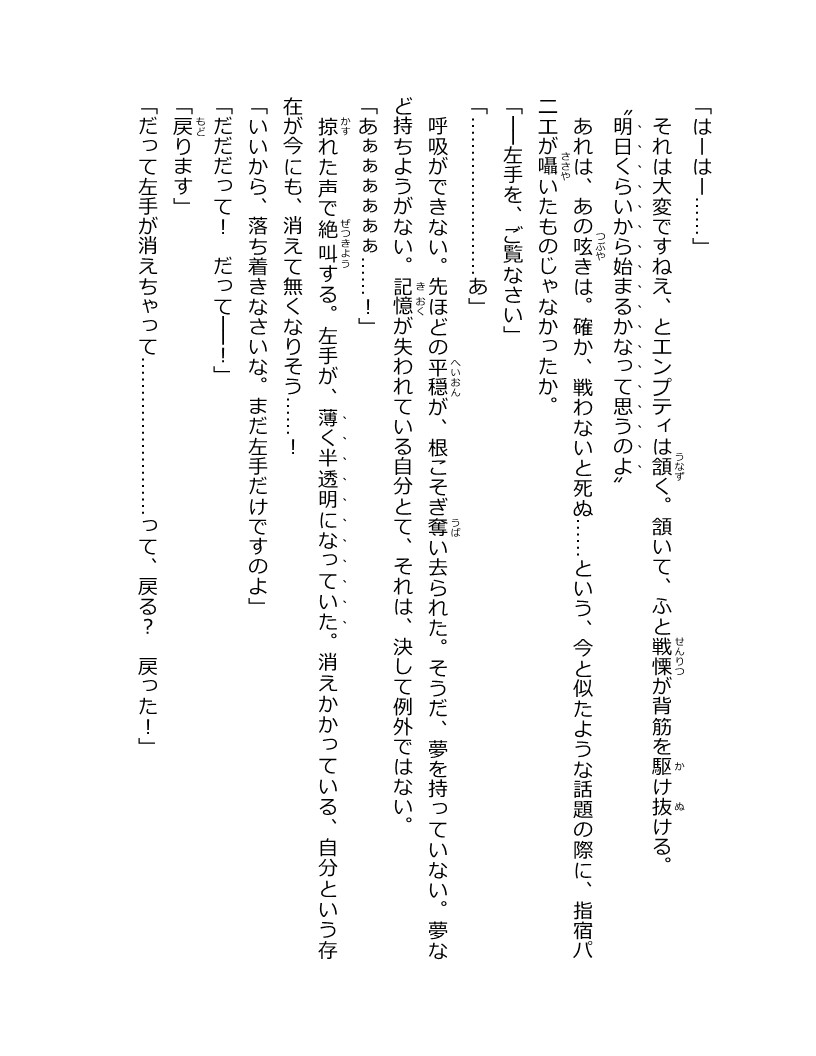 「はーはー……」
　それは大変ですねえ、とエンプティは頷く。頷いて、ふと戦慄が背筋を駆け抜ける。
〝明日くらいから始まるかなって思うのよ〟
　あれは、あの呟きは。確か、戦わないと死ぬ……という、今と似たような話題の際に、指宿パ
ニエが囁いたものじゃなかったか。
「――左手を、ご覧なさい」
「……………………あ」
　呼吸ができない。先ほどの平穏が、根こそぎ奪い去られた。そうだ、夢を持っていない。夢な
ど持ちようがない。記憶が失われている自分とて、それは、決して例外ではない。
「あぁぁぁぁぁぁ……！」
　掠れた声で絶叫する。左手が、薄く半透明になっていた。消えかかっている、自分という存
在が今にも、消えて無くなりそう……！
「いいから、落ち着きなさいな。まだ左手だけですのよ」
「だだだって！　だって――！」
「戻ります」
「だって左手が消えちゃって……………………って、戻る？　戻った！」